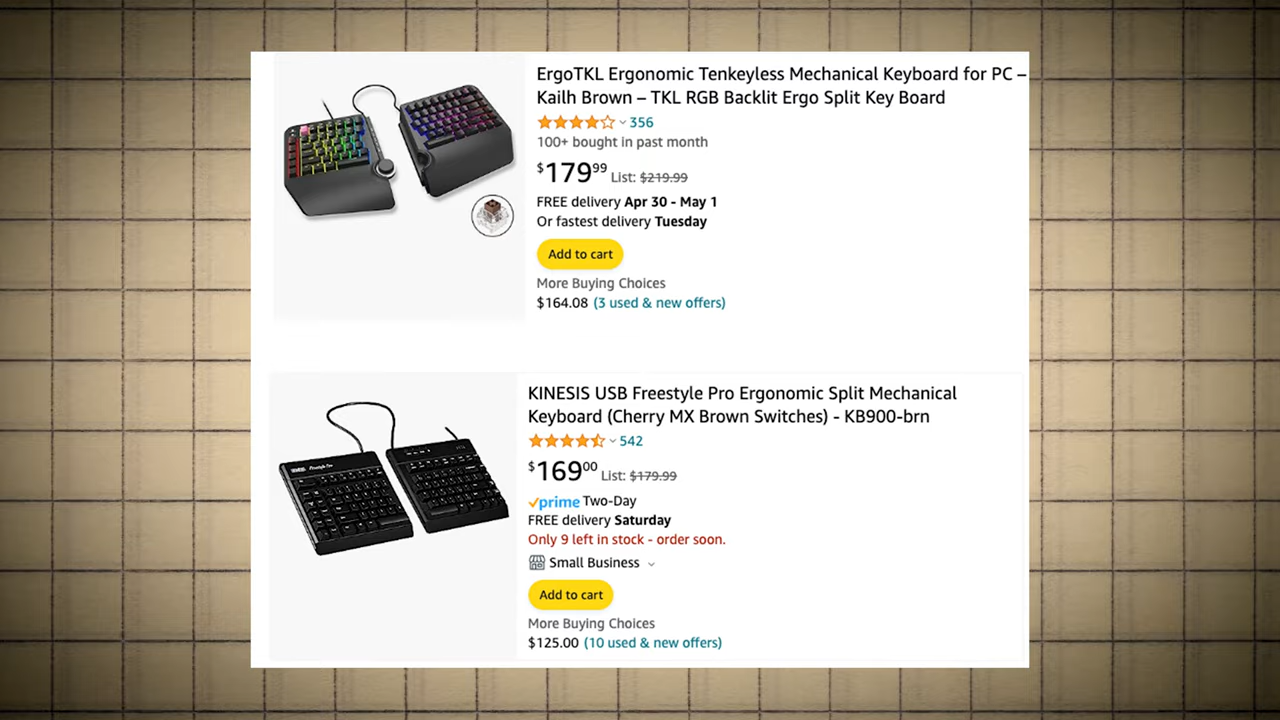 ErgoTKL Ergonomic Tenkeyless Mechanical Keyboard for PC –
Kailh Brown – TKL RGB Backlit Ergo Split Key Board
356
100+ bought in past month
$179⁹⁹ List: $219.99
FREE delivery Apr 30 - May 1
Or fastest delivery Tuesday
Add to cart
More Buying Choices
$164.08 (3 used & new offers)
KINESIS USB Freestyle Pro Ergonomic Split Mechanical
Keyboard (Cherry MX Brown Switches) - KB900-brn
542
$169⁰⁰ List: $179.99
prime Two-Day
FREE delivery Saturday
Only 9 left in stock - order soon.
Small Business
Add to cart
More Buying Choices
$125.00 (10 used & new offers)